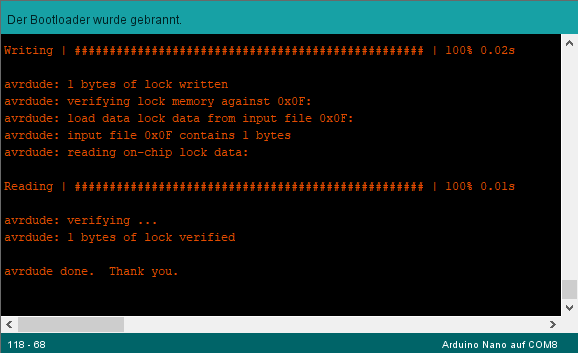 Der Bootloader wurde gebrannt.
Writing | ################################################## | 100% 0.02s
avrdude: 1 bytes of lock written
avrdude: verifying lock memory against 0x0F:
avrdude: load data lock data from input file 0x0F:
avrdude: input file 0x0F contains 1 bytes
avrdude: reading on-chip lock data:
Reading | ################################################## | 100% 0.01s
avrdude: verifying ...
avrdude: 1 bytes of lock verified
avrdude done.  Thank you.
118 - 68
Arduino Nano auf COM8